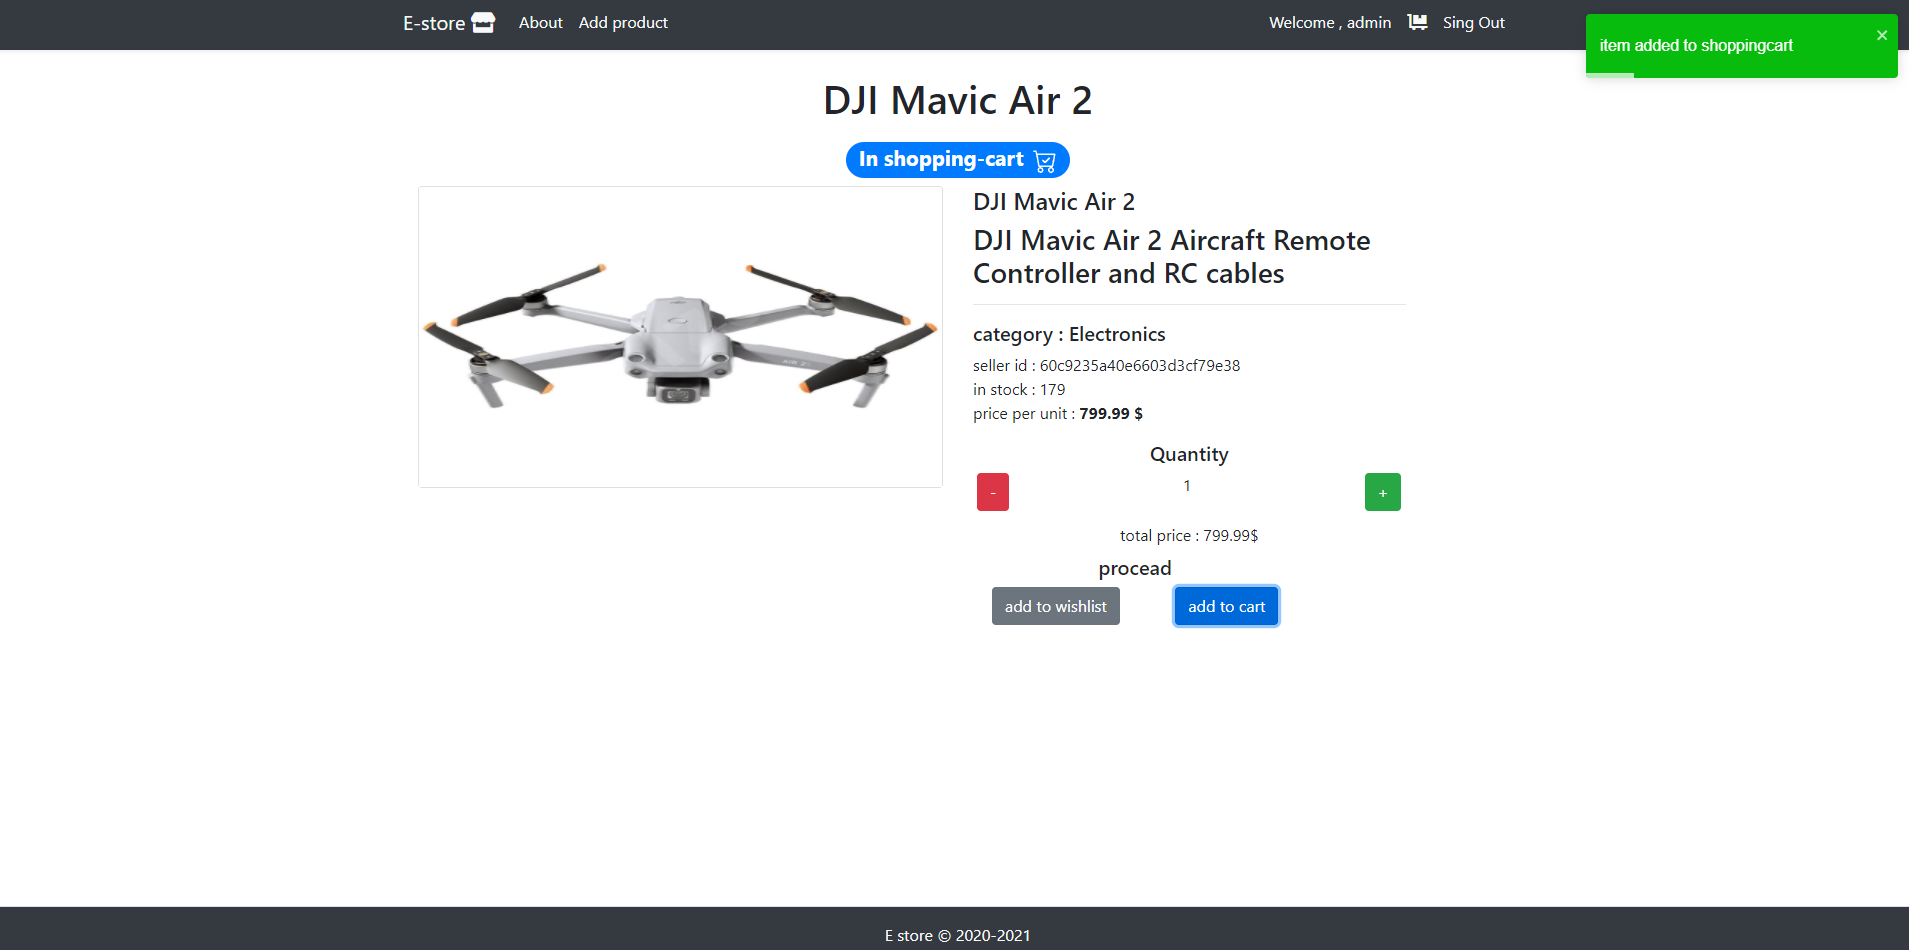 E-store
About
Add product
Welcome , admin
Sing Out
item added to shoppingcart
×
DJI Mavic Air 2
In shopping-cart
DJI Mavic Air 2
DJI Mavic Air 2 Aircraft Remote
Controller and RC cables
category : Electronics
seller id : 60c9235a40e6603d3cf79e38
in stock : 179
price per unit : 799.99 $
Quantity
-
1
+
total price : 799.99$
procead
add to wishlist
add to cart
E store © 2020-2021